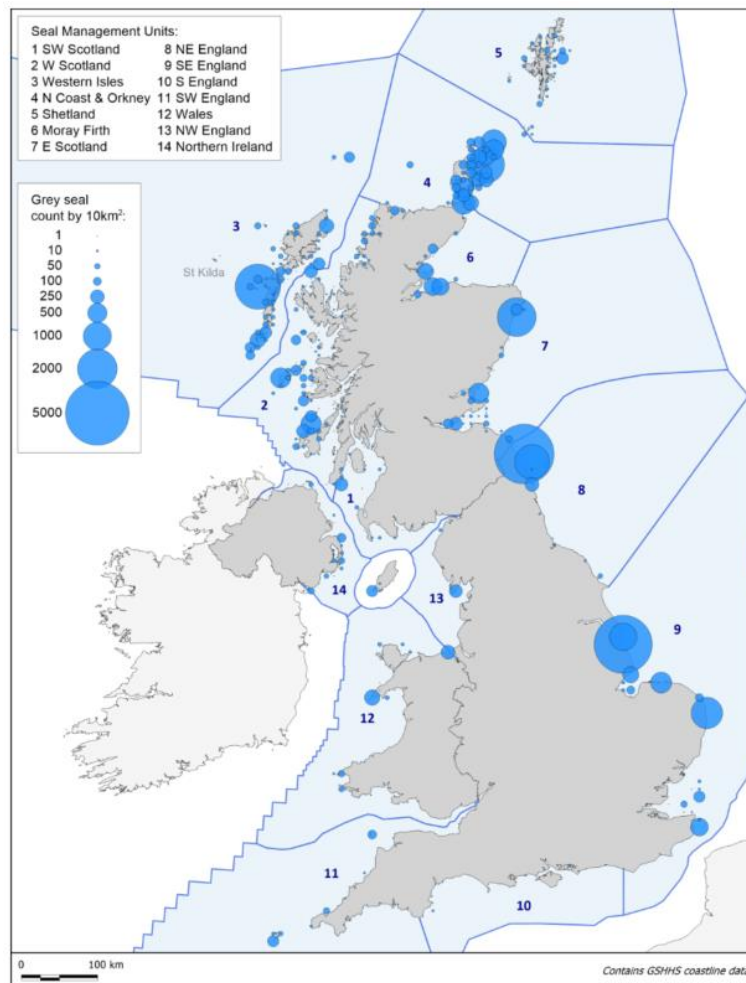 Seal Management Units:
1 SW Scotland 8 NE England
2 W Scotland 9 SE England
3 Western Isles 10 S England
4 N Coast & Orkney 11 SW England
5 Shetland 12 Wales
6 Moray Firth 13 NW England
7 E Scotland 14 Northern Ireland
Grey seal
count by 10km²:
1
10
50
100
250
500
1000
2000
5000
5
4
3
St Kilda
6
7
2
8
1
14
13
9
12
11
10
0 100 km
Contains GSHHS coastline data